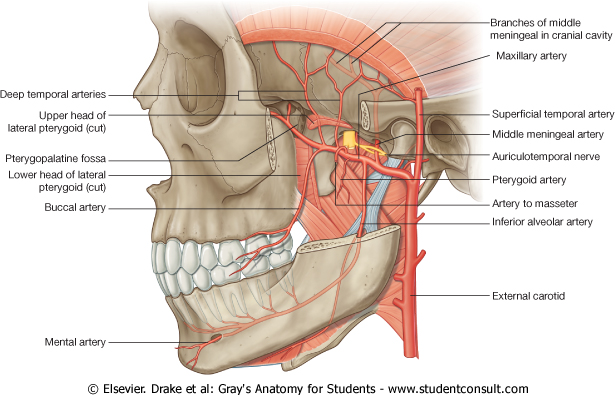 Branches of middle
meningeal in cranial cavity
Maxillary artery
Deep temporal arteries
Upper head of
lateral pterygoid (cut)
Pterygopalatine fossa
Lower head of lateral
pterygoid (cut)
Buccal artery
Mental artery
Superficial temporal artery
Middle meningeal artery
Auriculotemporal nerve
Pterygoid artery
Artery to masseter
Inferior alveolar artery
External carotid
© Elsevier. Drake et al: Gray's Anatomy for Students - www.studentconsult.com